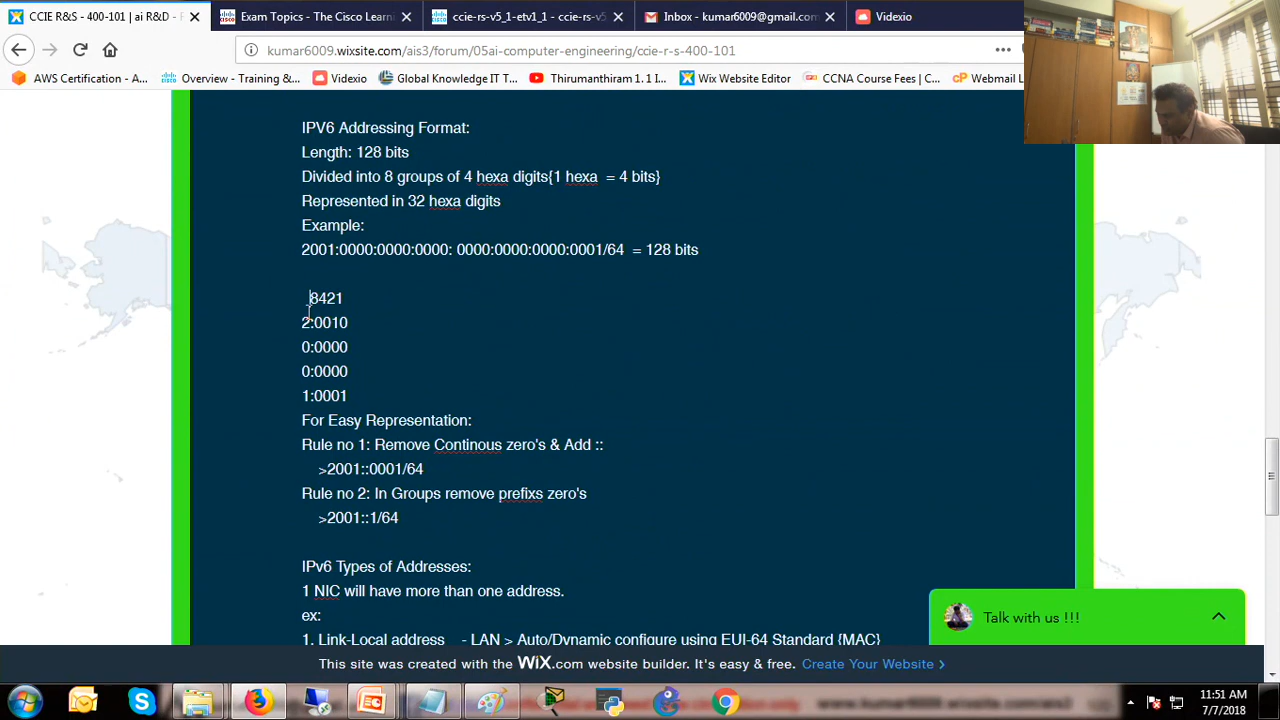 CCIE R&S - 400-101 | ai R&D -
Exam Topics - The Cisco Learni
ccie-rs-v5_1-etv1_1 - ccie-rs-v5
Inbox - kumar6009@gmail.com
Videxio
kumar6009.wixsite.com/ais3/forum/05ai-computer-engineering/ccie-r-s-400-101
AWS Certification - A...
Overview - Training &...
Videxio
Global Knowledge IT T...
Thirumanthiram 1. 1 I...
Wix Website Editor
CCNA Course Fees | C...
Webmail L
IPV6 Addressing Format:
Length: 128 bits
Divided into 8 groups of 4 hexa digits{1 hexa = 4 bits}
Represented in 32 hexa digits
Example:
2001:0000:0000:0000: 0000:0000:0000:0001/64 = 128 bits
8421
2:0010
0:0000
0:0000
1:0001
For Easy Representation:
Rule no 1: Remove Continous zero's & Add ::
>2001::0001/64
Rule no 2: In Groups remove prefixs zero's
>2001::1/64
IPv6 Types of Addresses:
1 NIC will have more than one address.
ex:
1. Link-Local address - LAN > Auto/Dynamic configure using EUI-64 Standard {MAC}
Talk with us !!!
This site was created with the WiX.com website builder. It's easy & free. Create Your Website >
11:51 AM
7/7/2018